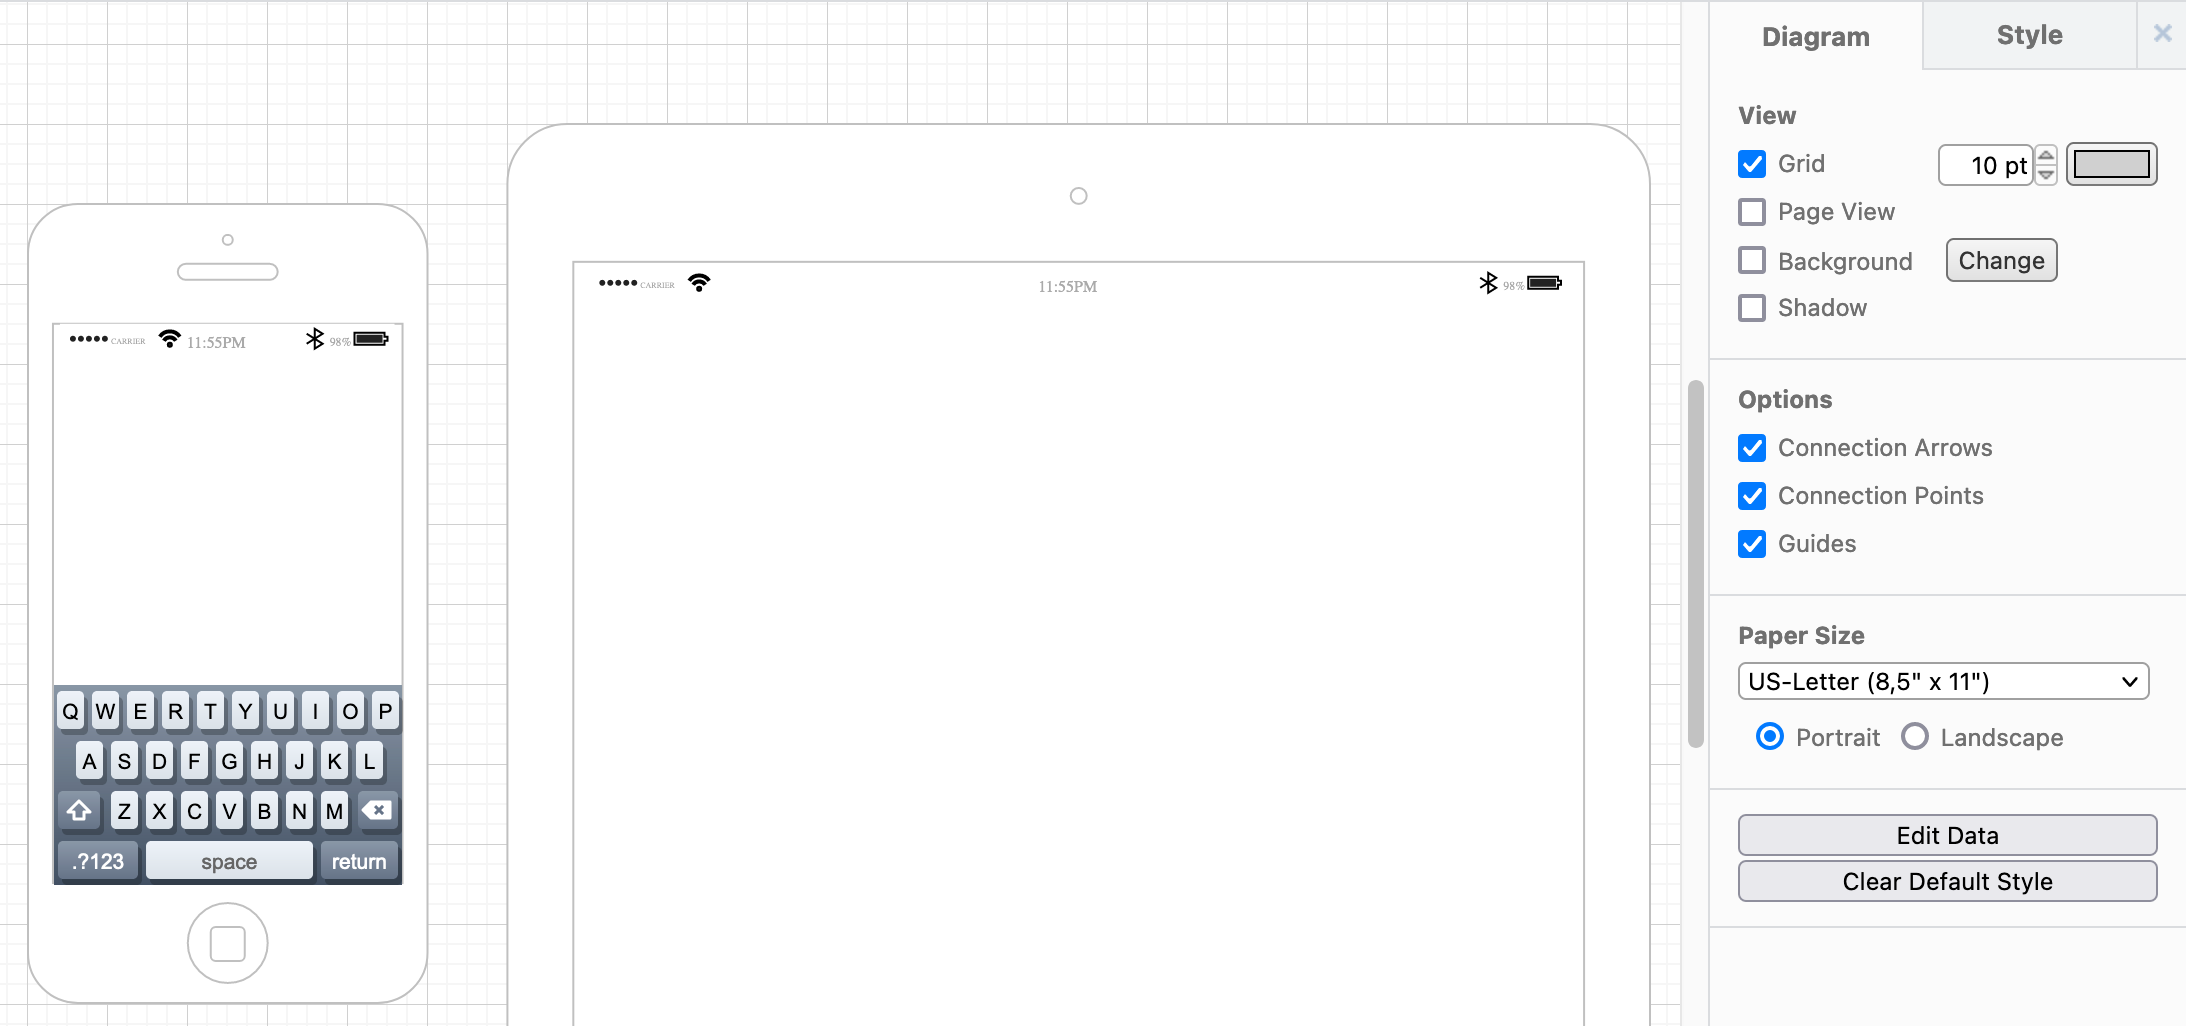 Diagram
Style
View
Grid
10 pt
Page View
Background
Change
Shadow
Options
Connection Arrows
Connection Points
Guides
Paper Size
US-Letter (8,5" x 11")
Portrait
Landscape
Edit Data
Clear Default Style
CARRIER
11:55PM
98%
CARRIER 11:55PM 98%
Q W E R T Y U I O P
A S D F G H J K L
Z X C V B N M
.?123 space return